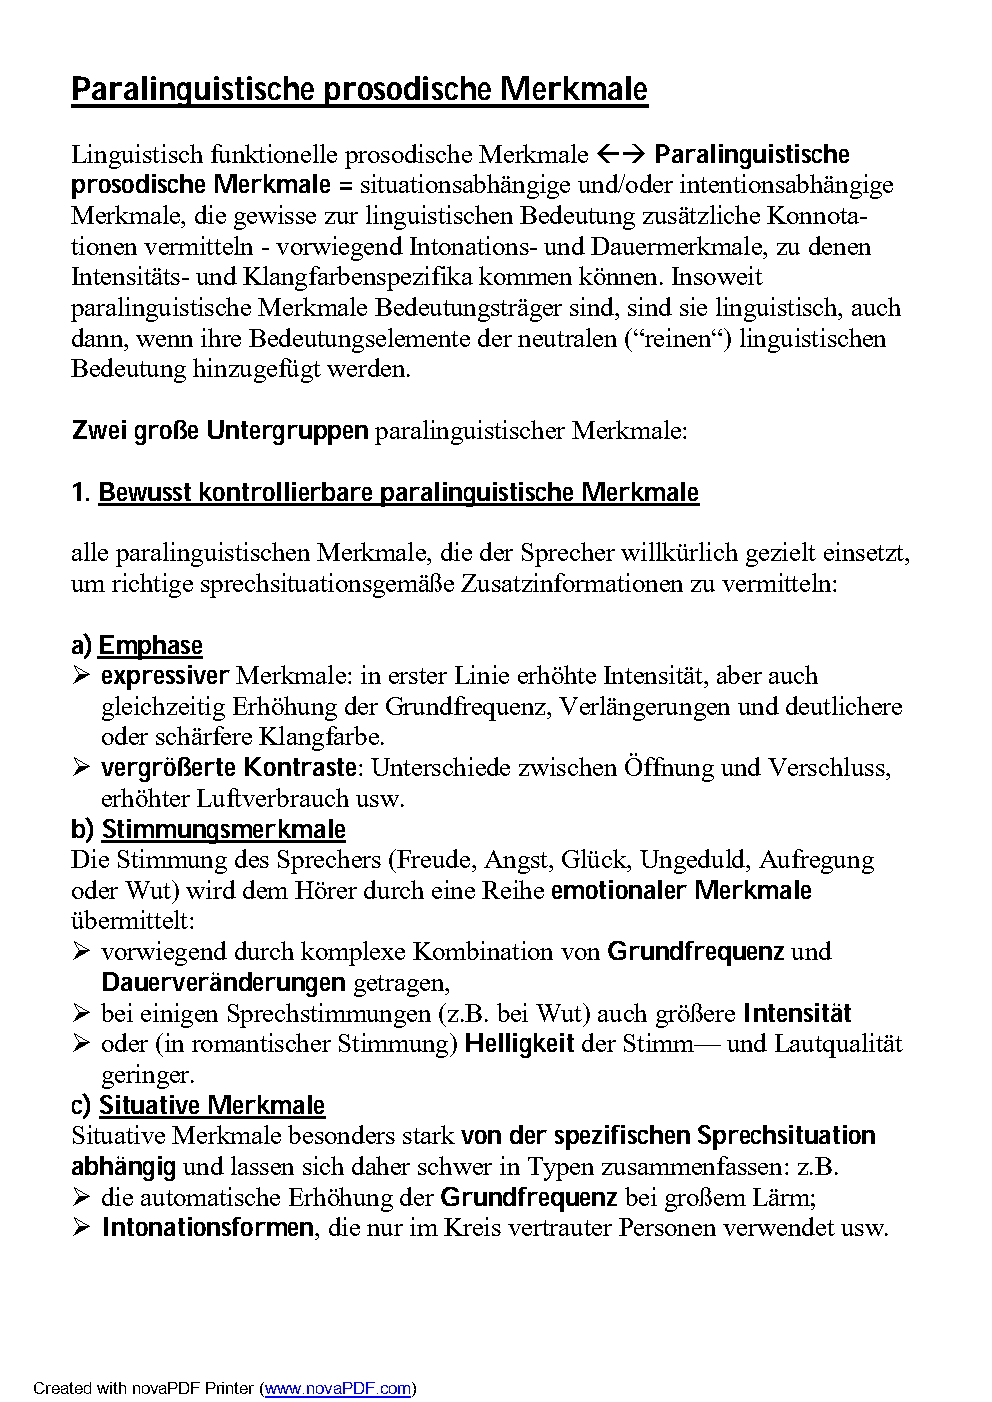 Paralinguistische prosodische Merkmale
Linguistisch funktionelle prosodische Merkmale ←→ Paralinguistische
prosodische Merkmale = situationsabhängige und/oder intentionsabhängige
Merkmale, die gewisse zur linguistischen Bedeutung zusätzliche Konnota-
tionen vermitteln - vorwiegend Intonations- und Dauermerkmale, zu denen
Intensitäts- und Klangfarbenspezifika kommen können. Insoweit
paralinguistische Merkmale Bedeutungsträger sind, sind sie linguistisch, auch
dann, wenn ihre Bedeutungselemente der neutralen (“reinen“) linguistischen
Bedeutung hinzugefügt werden.
Zwei große Untergruppen paralinguistischer Merkmale:
1. Bewusst kontrollierbare paralinguistische Merkmale
alle paralinguistischen Merkmale, die der Sprecher willkürlich gezielt einsetzt,
um richtige sprechsituationsgemäße Zusatzinformationen zu vermitteln:
a) Emphase
➢ expressiver Merkmale: in erster Linie erhöhte Intensität, aber auch
gleichzeitig Erhöhung der Grundfrequenz, Verlängerungen und deutlichere
oder schärfere Klangfarbe.
➢ vergrößerte Kontraste: Unterschiede zwischen Öffnung und Verschluss,
erhöhter Luftverbrauch usw.
b) Stimmungsmerkmale
Die Stimmung des Sprechers (Freude, Angst, Glück, Ungeduld, Aufregung
oder Wut) wird dem Hörer durch eine Reihe emotionaler Merkmale
übermittelt:
➢ vorwiegend durch komplexe Kombination von Grundfrequenz und
Dauerveränderungen getragen,
➢ bei einigen Sprechstimmungen (z.B. bei Wut) auch größere Intensität
➢ oder (in romantischer Stimmung) Helligkeit der Stimm— und Lautqualität
geringer.
c) Situative Merkmale
Situative Merkmale besonders stark von der spezifischen Sprechsituation
abhängig und lassen sich daher schwer in Typen zusammenfassen: z.B.
➢ die automatische Erhöhung der Grundfrequenz bei großem Lärm;
➢ Intonationsformen, die nur im Kreis vertrauter Personen verwendet usw.
Created with novaPDF Printer (www.novaPDF.com)